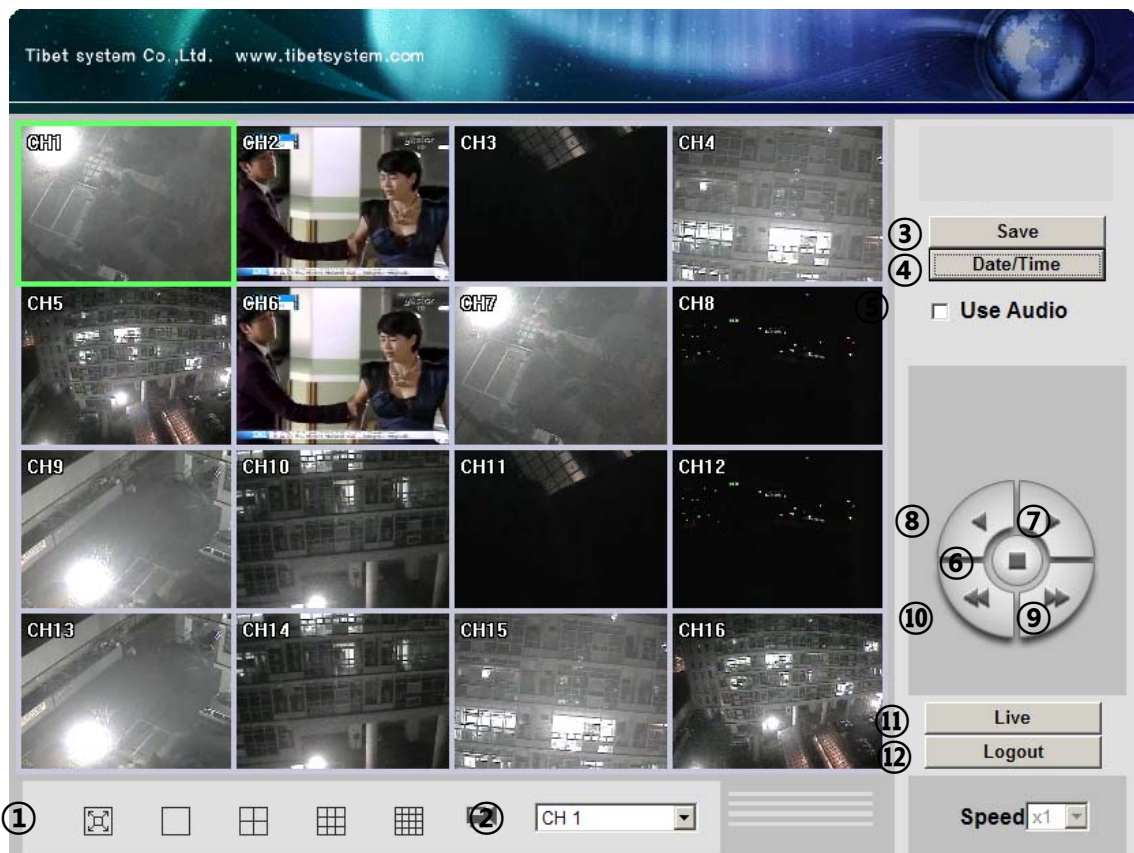 Tibet system Co.,Ltd. www.tibetsystem.com
CH1 CH2 CH3 CH4
③ Save
④ Date/Time
CH5 CH6 CH7 CH8
⑤ Use Audio
CH9 CH10 CH11 CH12
⑧ ⑦
⑥
⑩ ⑨
CH13 CH14 CH15 CH16
⑪ Live
⑫ Logout
① ② CH 1
Speed x1